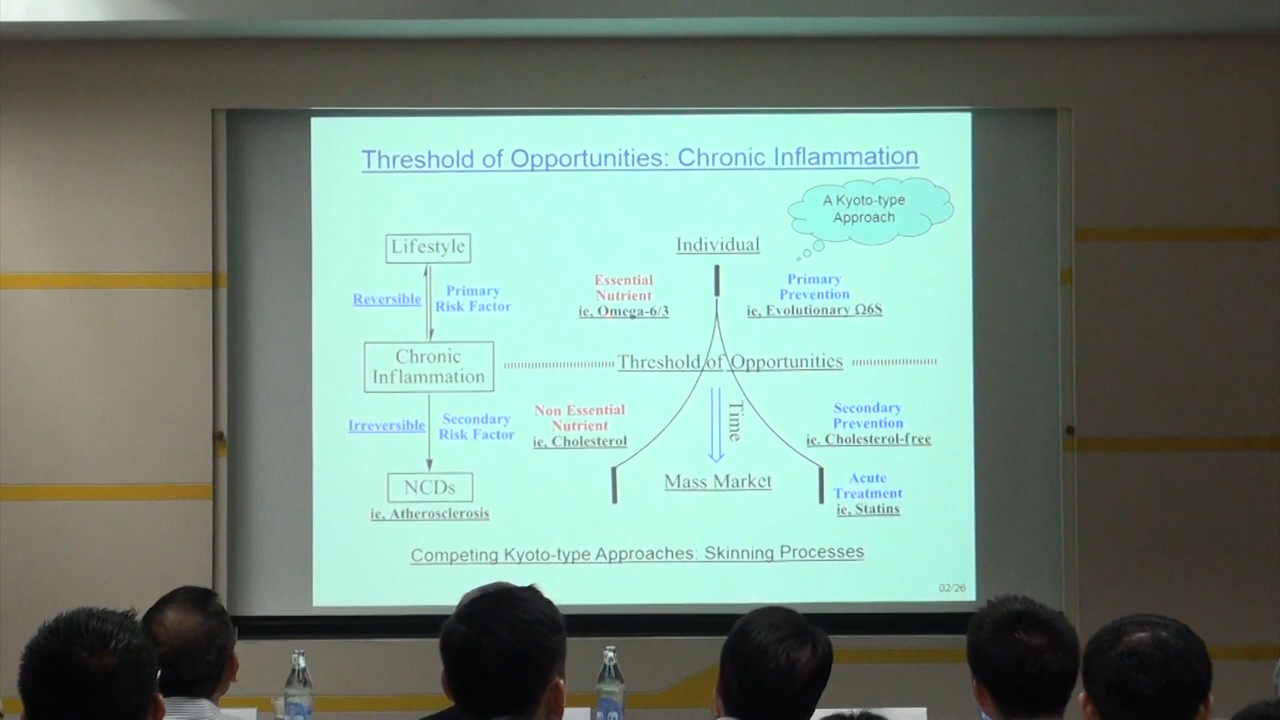 Threshold of Opportunities: Chronic Inflammation
A Kyoto-type
Approach
Lifestyle
Reversible
Primary
Risk Factor
Chronic
Inflammation
Irreversible
Secondary
Risk Factor
NCDs
ie, Atherosclerosis
Individual
Essential
Nutrient
ie, Omega-6/3
Primary
Prevention
ie, Evolutionary Ω6S
Threshold of Opportunities
Time
Non Essential
Nutrient
ie, Cholesterol
Secondary
Prevention
ie. Cholesterol-free
Mass Market
Acute
Treatment
ie, Statins
Competing Kyoto-type Approaches: Skinning Processes
02/26